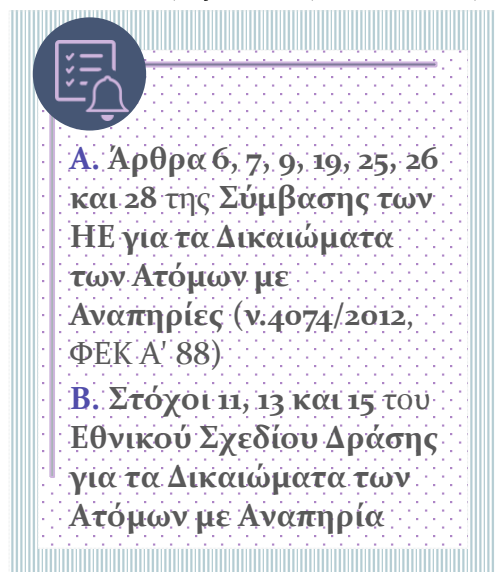 Α. Άρθρα 6, 7, 9, 19, 25, 26
και 28 της Σύμβασης των
ΗΕ για τα Δικαιώματα
των Ατόμων με
Αναπηρίες (ν.4074/2012,
ΦΕΚ Α' 88)
Β. Στόχοι 11, 13 και 15 του
Εθνικού Σχεδίου Δράσης
για τα Δικαιώματα των
Ατόμων με Αναπηρία